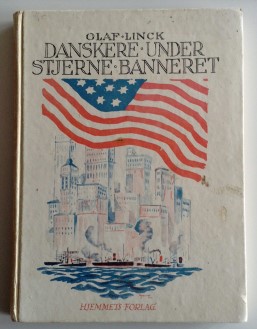 OLAF·LINCK
DANSKERE·UNDER
STJERNE·BANNERET
HJEMMETS FORLAG